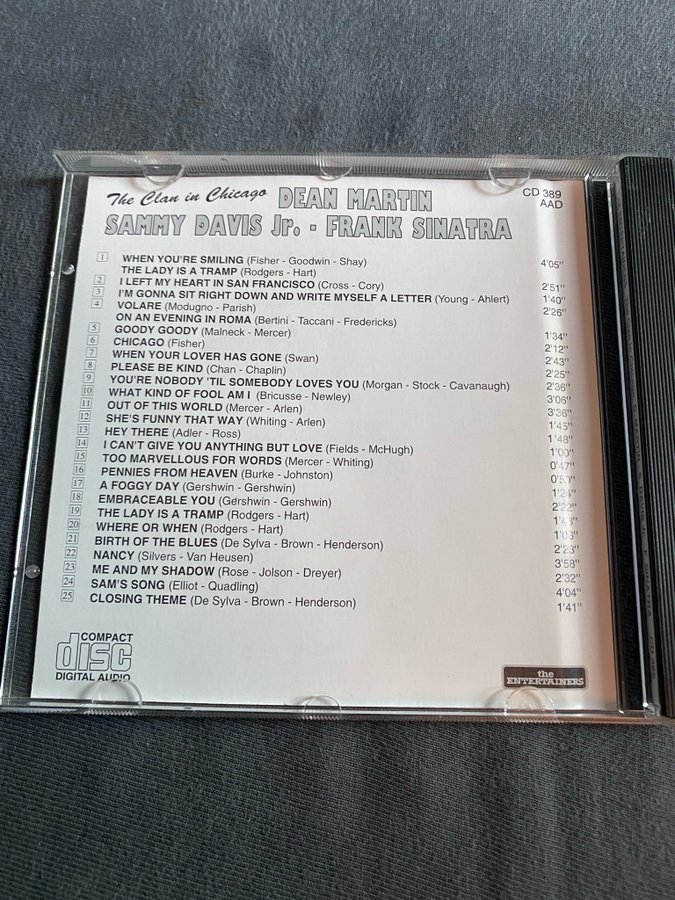 The Clan in Chicago DEAN MARTIN CD 389
SAMMY DAVIS Jr. - FRANK SINATRA AAD
1 WHEN YOU'RE SMILING (Fisher - Goodwin - Shay)
THE LADY IS A TRAMP (Rodgers - Hart) 4'05"
2 I LEFT MY HEART IN SAN FRANCISCO (Cross - Cory) 2'51"
3 I'M GONNA SIT RIGHT DOWN AND WRITE MYSELF A LETTER (Young - Ahlert) 1'40"
4 VOLARE (Modugno - Parish)
ON AN EVENING IN ROMA (Bertini - Taccani - Fredericks) 2'26"
5 GOODY GOODY (Malneck - Mercer) 1'34"
6 CHICAGO (Fisher) 2'12"
7 WHEN YOUR LOVER HAS GONE (Swan) 2'43"
8 PLEASE BE KIND (Chan - Chaplin) 2'25"
9 YOU'RE NOBODY 'TIL SOMEBODY LOVES YOU (Morgan - Stock - Cavanaugh) 2'36"
10 WHAT KIND OF FOOL AM I (Bricusse - Newley) 3'06"
11 OUT OF THIS WORLD (Mercer - Arlen) 3'36"
12 SHE'S FUNNY THAT WAY (Whiting - Arlen) 1'45"
13 HEY THERE (Adler - Ross) 1'48"
14 I CAN'T GIVE YOU ANYTHING BUT LOVE (Fields - McHugh) 1'00"
15 TOO MARVELLOUS FOR WORDS (Mercer - Whiting) 0'47"
16 PENNIES FROM HEAVEN (Burke - Johnston)
17 A FOGGY DAY (Gershwin - Gershwin) 1'24"
18 EMBRACEABLE YOU (Gershwin - Gershwin) 2'22"
19 THE LADY IS A TRAMP (Rodgers - Hart)
20 WHERE OR WHEN (Rodgers - Hart)
21 BIRTH OF THE BLUES (De Sylva - Brown - Henderson) 2'23"
22 NANCY (Silvers - Van Heusen) 3'58"
23 ME AND MY SHADOW (Rose - Jolson - Dreyer) 2'32"
24 SAM'S SONG (Elliot - Quadling) 4'04"
25 CLOSING THEME (De Sylva - Brown - Henderson) 1'41"
COMPACT
disc
DIGITAL AUDIO
the
ENTERTAINERS